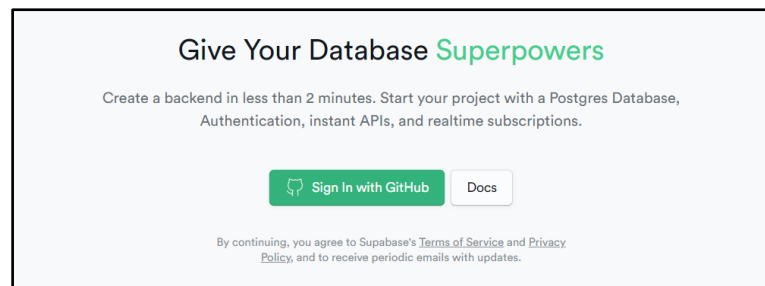 Give Your Database Superpowers
Create a backend in less than 2 minutes. Start your project with a Postgres Database,
Authentication, instant APIs, and realtime subscriptions.
Sign In with GitHub Docs
By continuing, you agree to Supabase's Terms of Service and Privacy
Policy, and to receive periodic emails with updates.